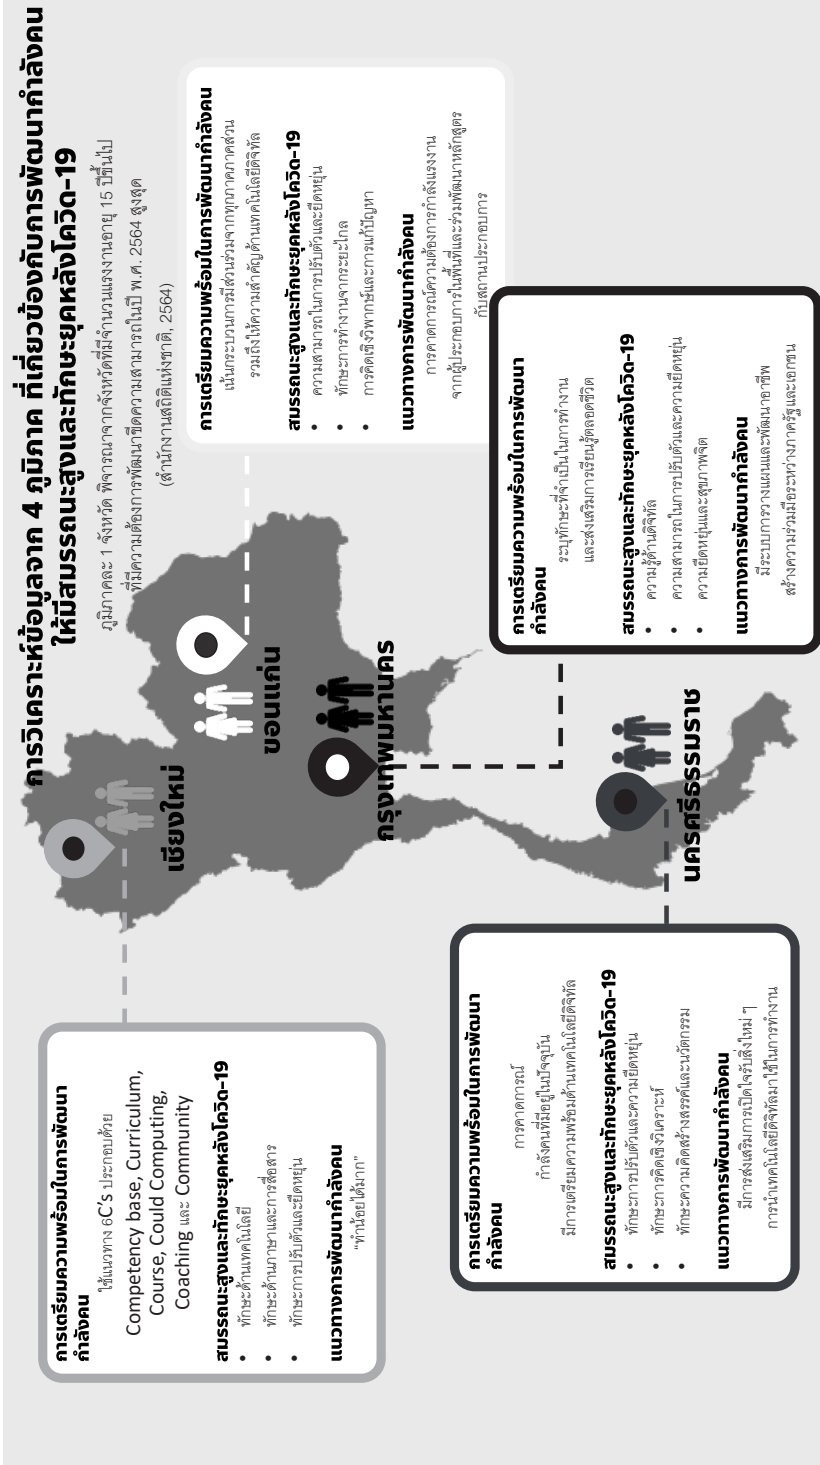 การวิเคราะห์ข้อมูลจาก 4 ภูมิภาค ที่เกี่ยวข้องกับการพัฒนากำลังคน
ให้มีสมรรถนะสูงและทักษะยุคหลังโควิด-19
ภูมิภาคละ 1 จังหวัด พิจารณาจากจังหวัดที่มีจำนวนแรงงานอายุ 15 ปีขึ้นไป
ที่มีความต้องการพัฒนาขีดความสามารถในปี พ.ศ. 2564 สูงสุด
(สำนักงานสถิติแห่งชาติ, 2564)
การเตรียมความพร้อมในการพัฒนา
กำลังคน
ใช้แนวทาง 6C's ประกอบด้วย
Competency base, Curriculum,
Course, Could Computing,
Coaching และ Community
สมรรถนะสูงและทักษะยุคหลังโควิด-19
• ทักษะด้านเทคโนโลยี
• ทักษะด้านภาษาและการสื่อสาร
• ทักษะการปรับตัวและยืดหยุ่น
แนวทางการพัฒนากำลังคน
"ทำน้อยได้มาก"
เชียงใหม่
ขอนแก่น
กรุงเทพมหานคร
นครศรีธรรมราช
การเตรียมความพร้อมในการพัฒนากำลังคน
เน้นกระบวนการมีส่วนร่วมจากทุกภาคภาคส่วน
รวมถึงให้ความสำคัญด้านเทคโนโลยีดิจิทัล
สมรรถนะสูงและทักษะยุคหลังโควิด-19
• ความสามารถในการปรับตัวและยืดหยุ่น
• ทักษะการทำงานจากระยะไกล
• การคิดเชิงวิพากษ์และการแก้ปัญหา
แนวทางการพัฒนากำลังคน
การคาดการณ์ความต้องการกำลังแรงงาน
จากผู้ประกอบการในพื้นที่และร่วมพัฒนาหลักสูตร
กับสถานประกอบการ
การเตรียมความพร้อมในการพัฒนา
กำลังคน
การคาดการณ์
กำลังคนที่มีอยู่ในปัจจุบัน
มีการเตรียมความพร้อมด้านเทคโนโลยีดิจิทัล
สมรรถนะสูงและทักษะยุคหลังโควิด-19
• ทักษะการปรับตัวและความยืดหยุ่น
• ทักษะการคิดเชิงวิเคราะห์
• ทักษะความคิดสร้างสรรค์และนวัตกรรม
แนวทางการพัฒนากำลังคน
มีการส่งเสริมการเปิดใจรับสิ่งใหม่ ๆ
การนำเทคโนโลยีดิจิทัลมาใช้ในการทำงาน
การเตรียมความพร้อมในการพัฒนา
กำลังคน
ระบุทักษะที่จำเป็นในการทำงาน
และส่งเสริมการเรียนรู้ตลอดชีวิต
สมรรถนะสูงและทักษะยุคหลังโควิด-19
• ความรู้ด้านดิจิทัล
• ความสามารถในการปรับตัวและความยืดหยุ่น
• ความยืดหยุ่นและสุขภาพจิต
แนวทางการพัฒนากำลังคน
มีระบบการวางแผนและพัฒนาอาชีพ
สร้างความร่วมมือระหว่างภาครัฐและเอกชน